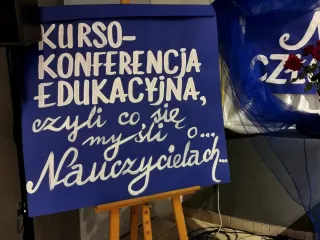 KURSO-
KONFERENCJA
EDUKACYJNA,
czyli co się
myśli o...
Nauczycielach...